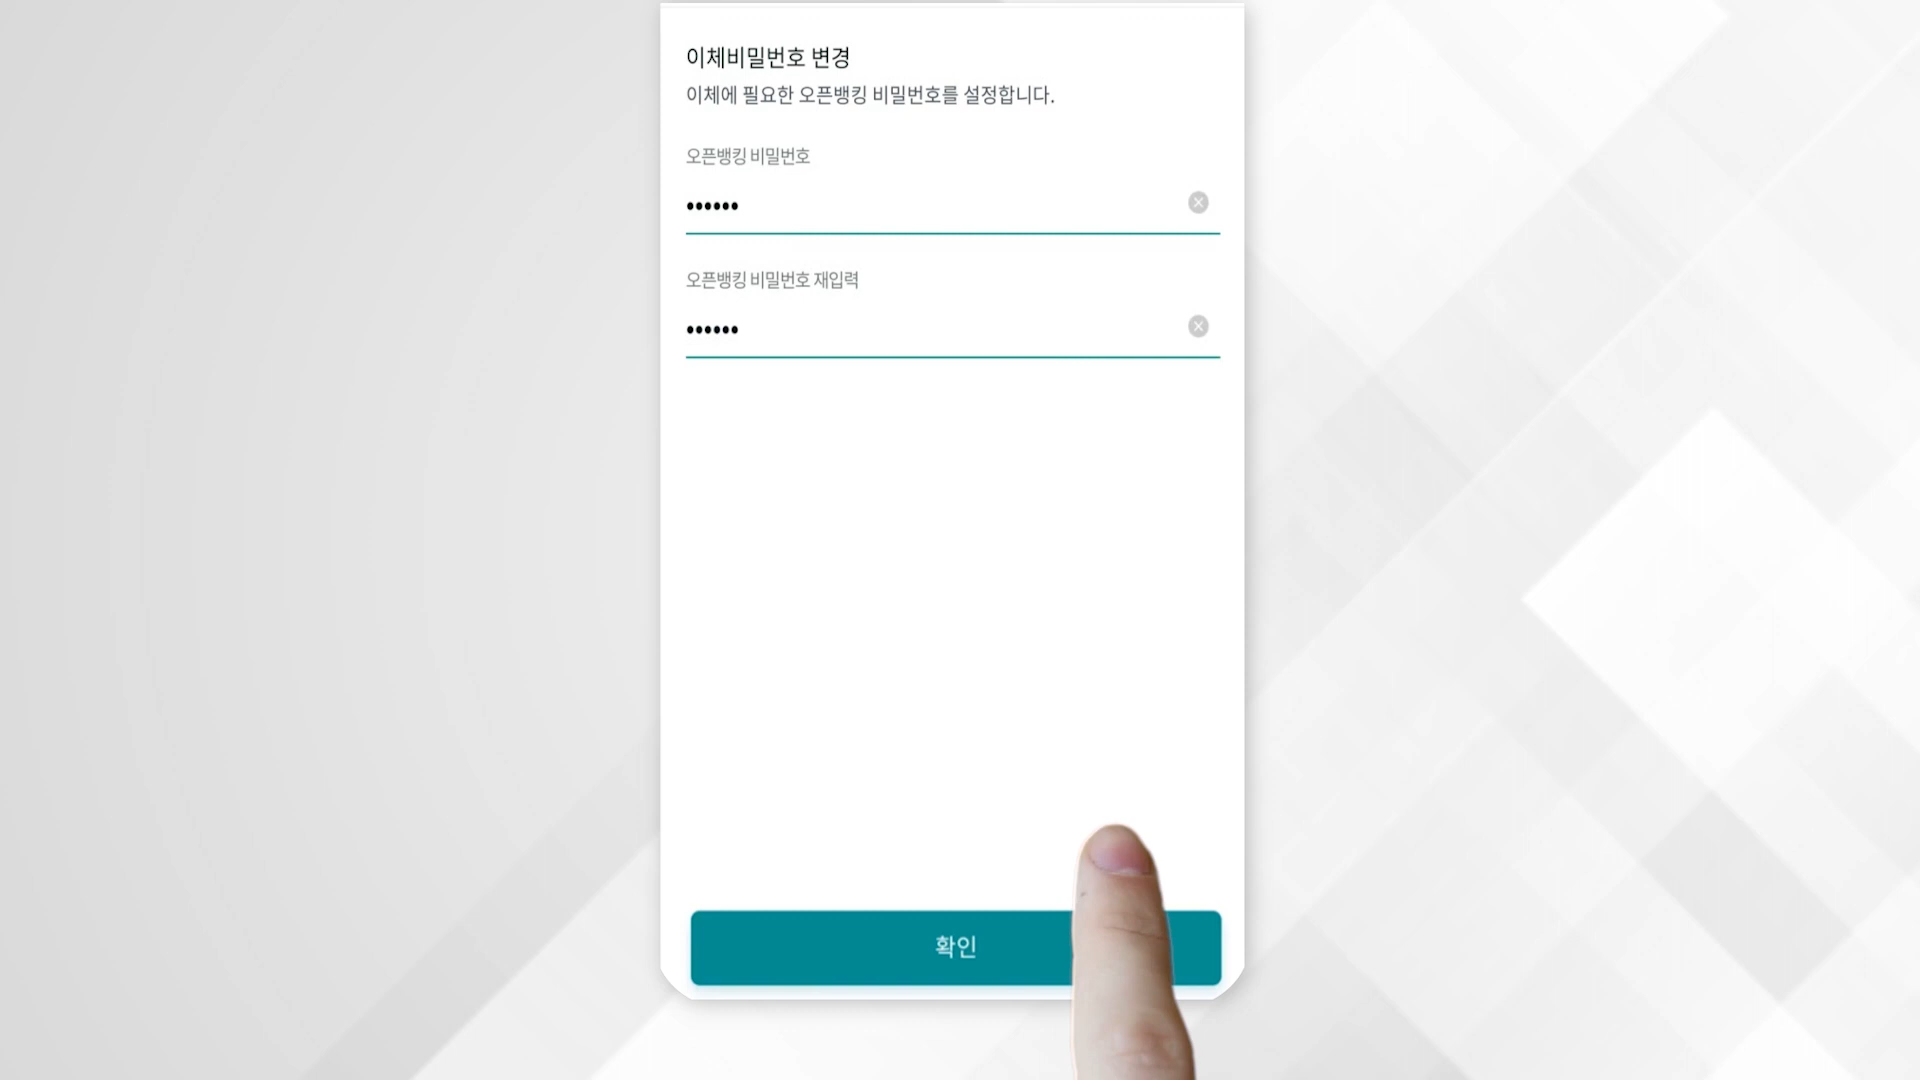 이체비밀번호 변경
이체에 필요한 오픈뱅킹 비밀번호를 설정합니다.
오픈뱅킹 비밀번호
••••••
오픈뱅킹 비밀번호 재입력
••••••
확인